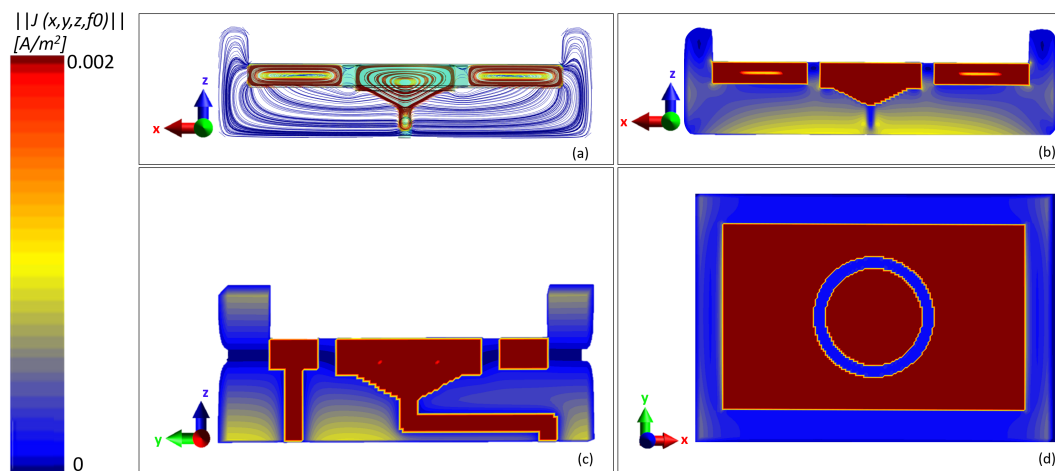 ||J (x,y,z,f0)||
[A/m²]
0.002
0
z
x
(a)
z
x
(b)
z
y
(c)
y
x
(d)